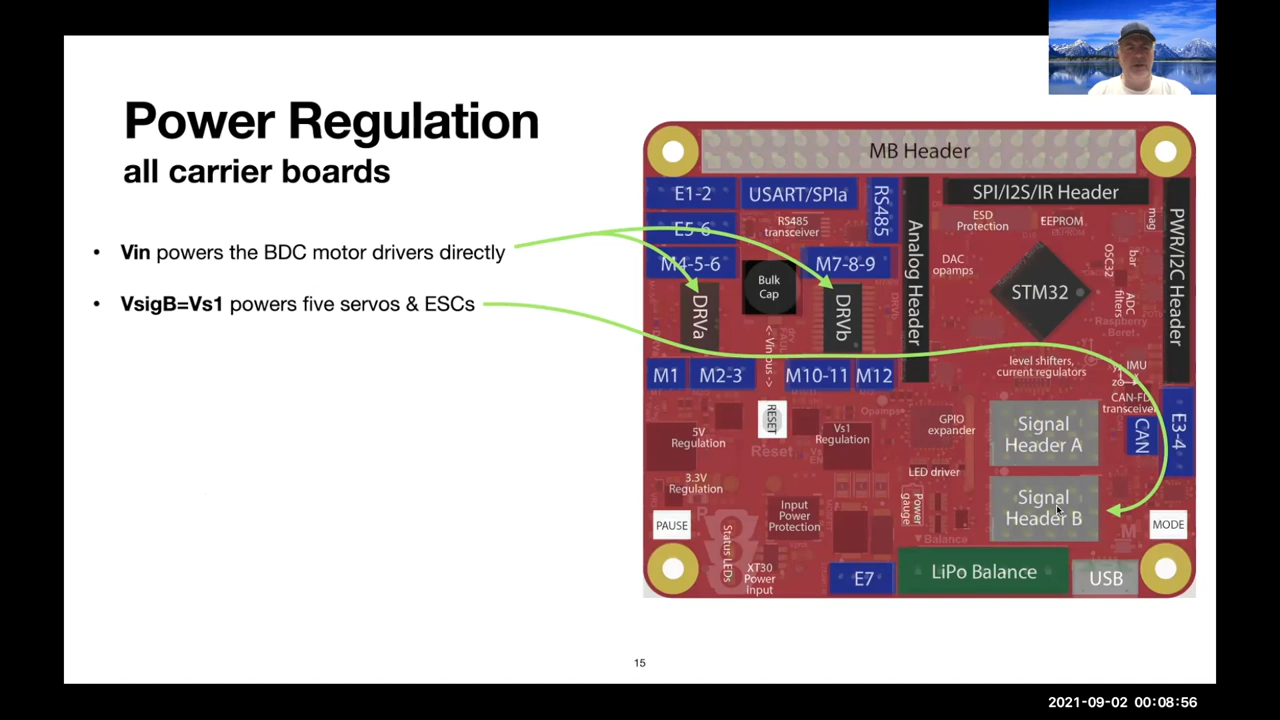 Power Regulation
all carrier boards
• Vin powers the BDC motor drivers directly
• VsigB=Vs1 powers five servos & ESCs
MB Header
E1-2
USART/SPIa
RS485
SPI/I2S/IR Header
E5-6
RS485
transceiver
Analog Header
ESD
Protection
EEPROM
EEPROM
mag
PWR/I2C Header
M4-5-6
M7-8-9
DAC
opamps
OSC32
bar
Bulk
Cap
DRVa
DRVb
STM32
ADC
filters
Raspberry
Beret
<-Vinbus->
level shifters,
current regulators
IMU
M1
M2-3
M10-11
M12
CAN-FD
transceiver
RESET
Reset
Opamps
5V
Regulation
Vs1
Regulation
GPIO
expander
Signal
Header A
CAN
E3-4
3.3V
Regulation
LED driver
Input
Power
Protection
Power
gauge
Signal
Header B
PAUSE
MODE
Status LEDs
Balance
M
XT30
Power
Input
E7
LiPo Balance
USB
15
2021-09-02 00:08:56